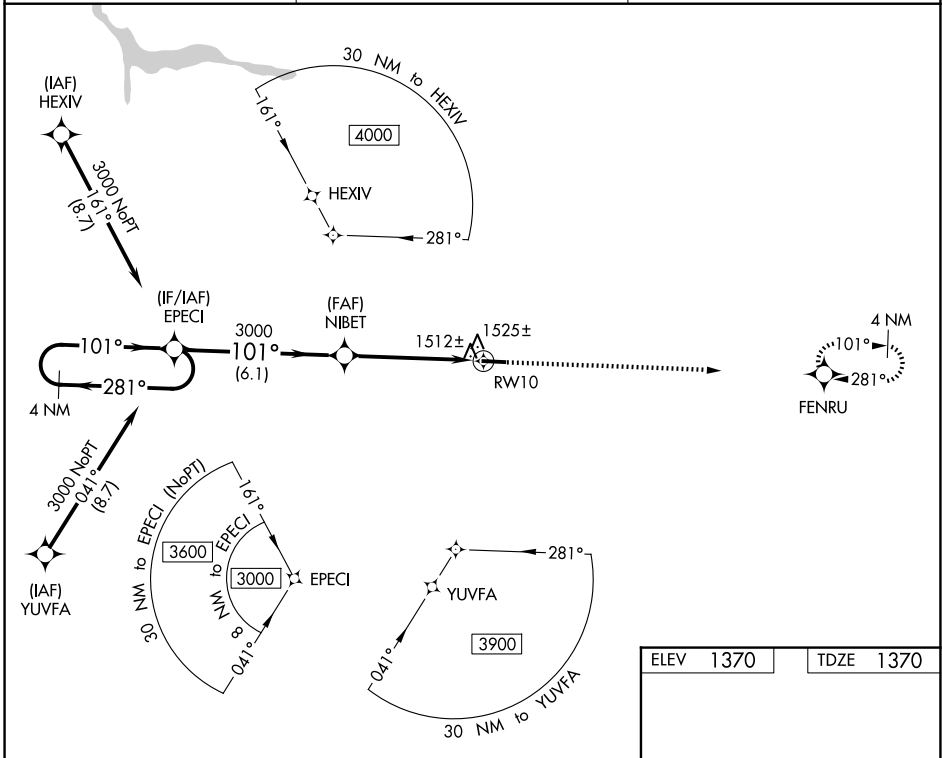 (IAF)
HEXIV
3000 NoPT
161°
(8.7)
30 NM to HEXIV
161°
4000
HEXIV
281°
(IF/IAF)
EPECI
101°
281°
4 NM
3000
101°
(6.1)
(FAF)
NIBET
1512±
1525±
RW10
4 NM
101°
281°
FENRU
3000 NoPT
041°
(8.7)
(IAF)
YUVFA
30 NM to EPECI (NoPT)
161°
3600
8 NM to EPECI
3000
EPECI
041°
281°
YUVFA
3900
041°
30 NM to YUVFA
ELEV 1370
TDZE 1370